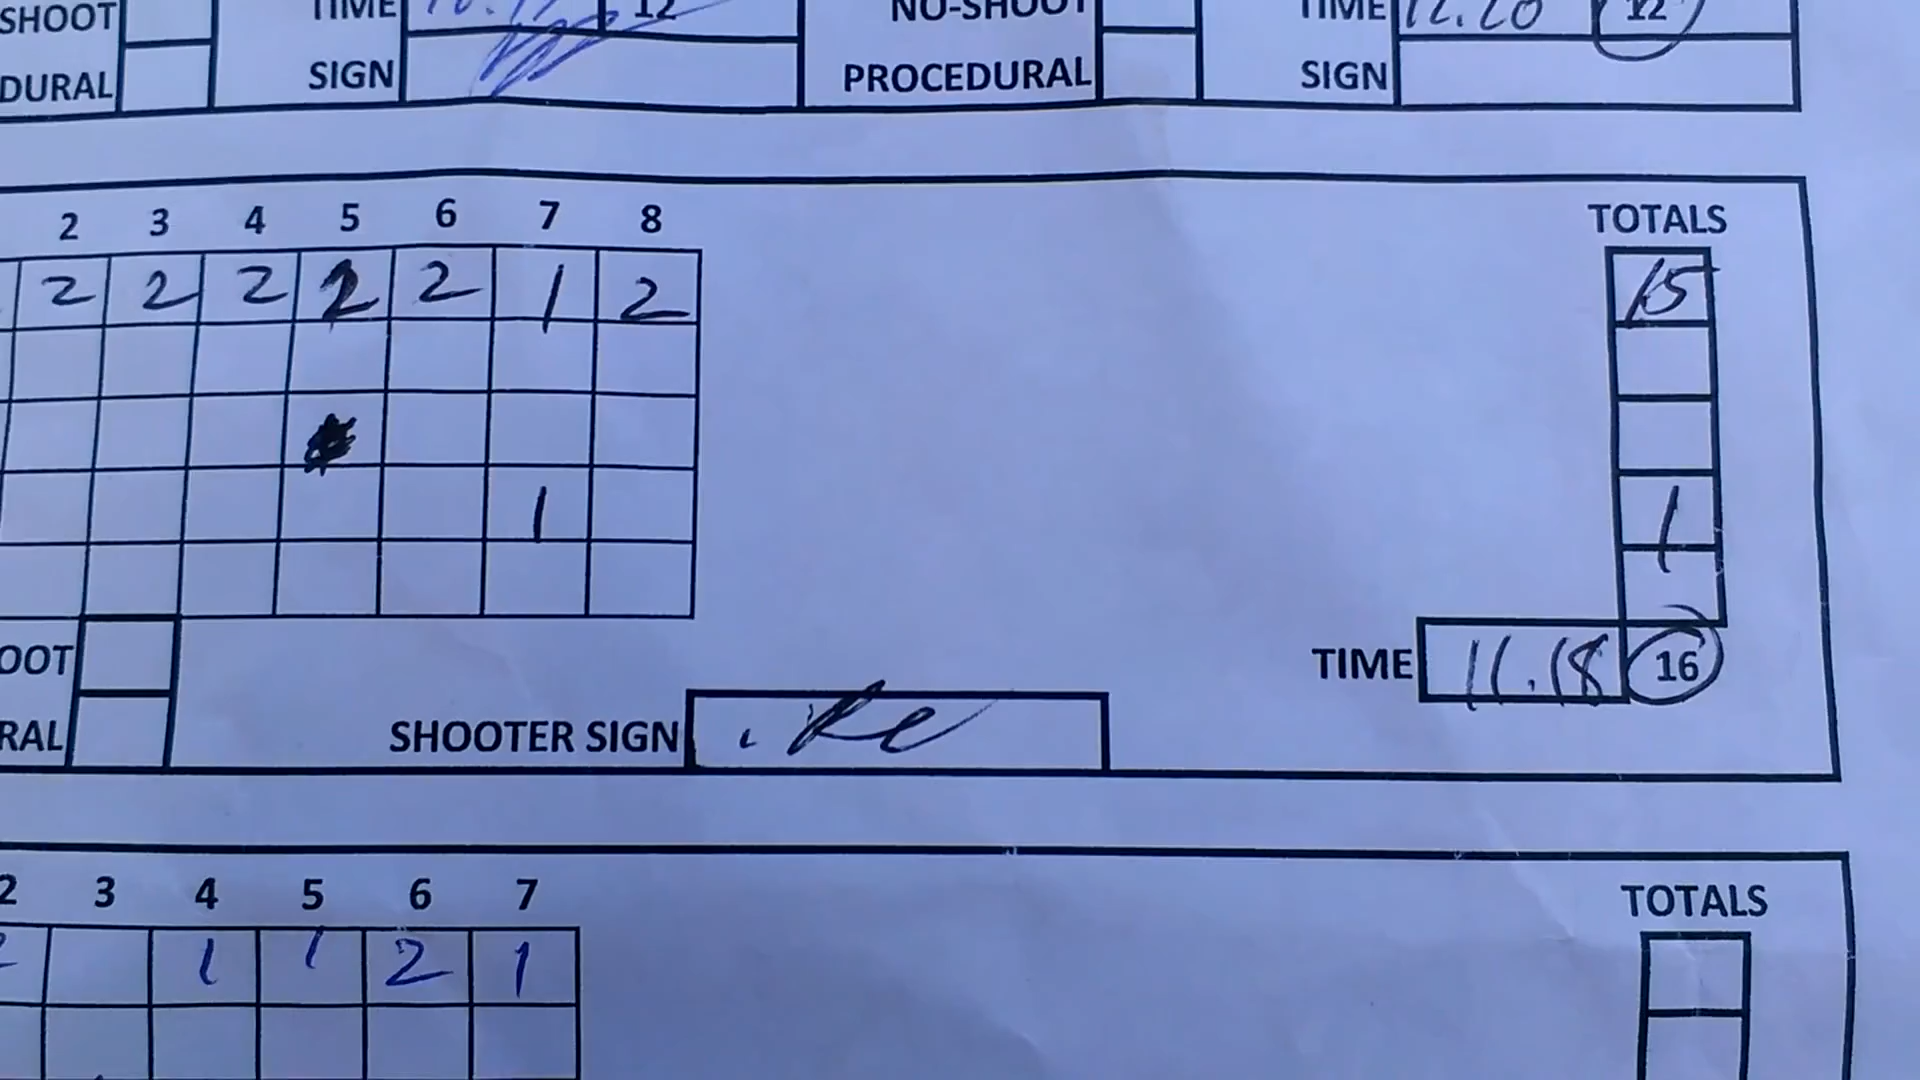 SHOOT TIME 12 NO-SHOOT TIME 12.20 12
DURAL SIGN PROCEDURAL SIGN
2 3 4 5 6 7 8 TOTALS
2 2 2 2 2 1 2 15
1 1
OOT TIME 11.18 16
RAL SHOOTER SIGN
2 3 4 5 6 7 TOTALS
2 1 1 2 1